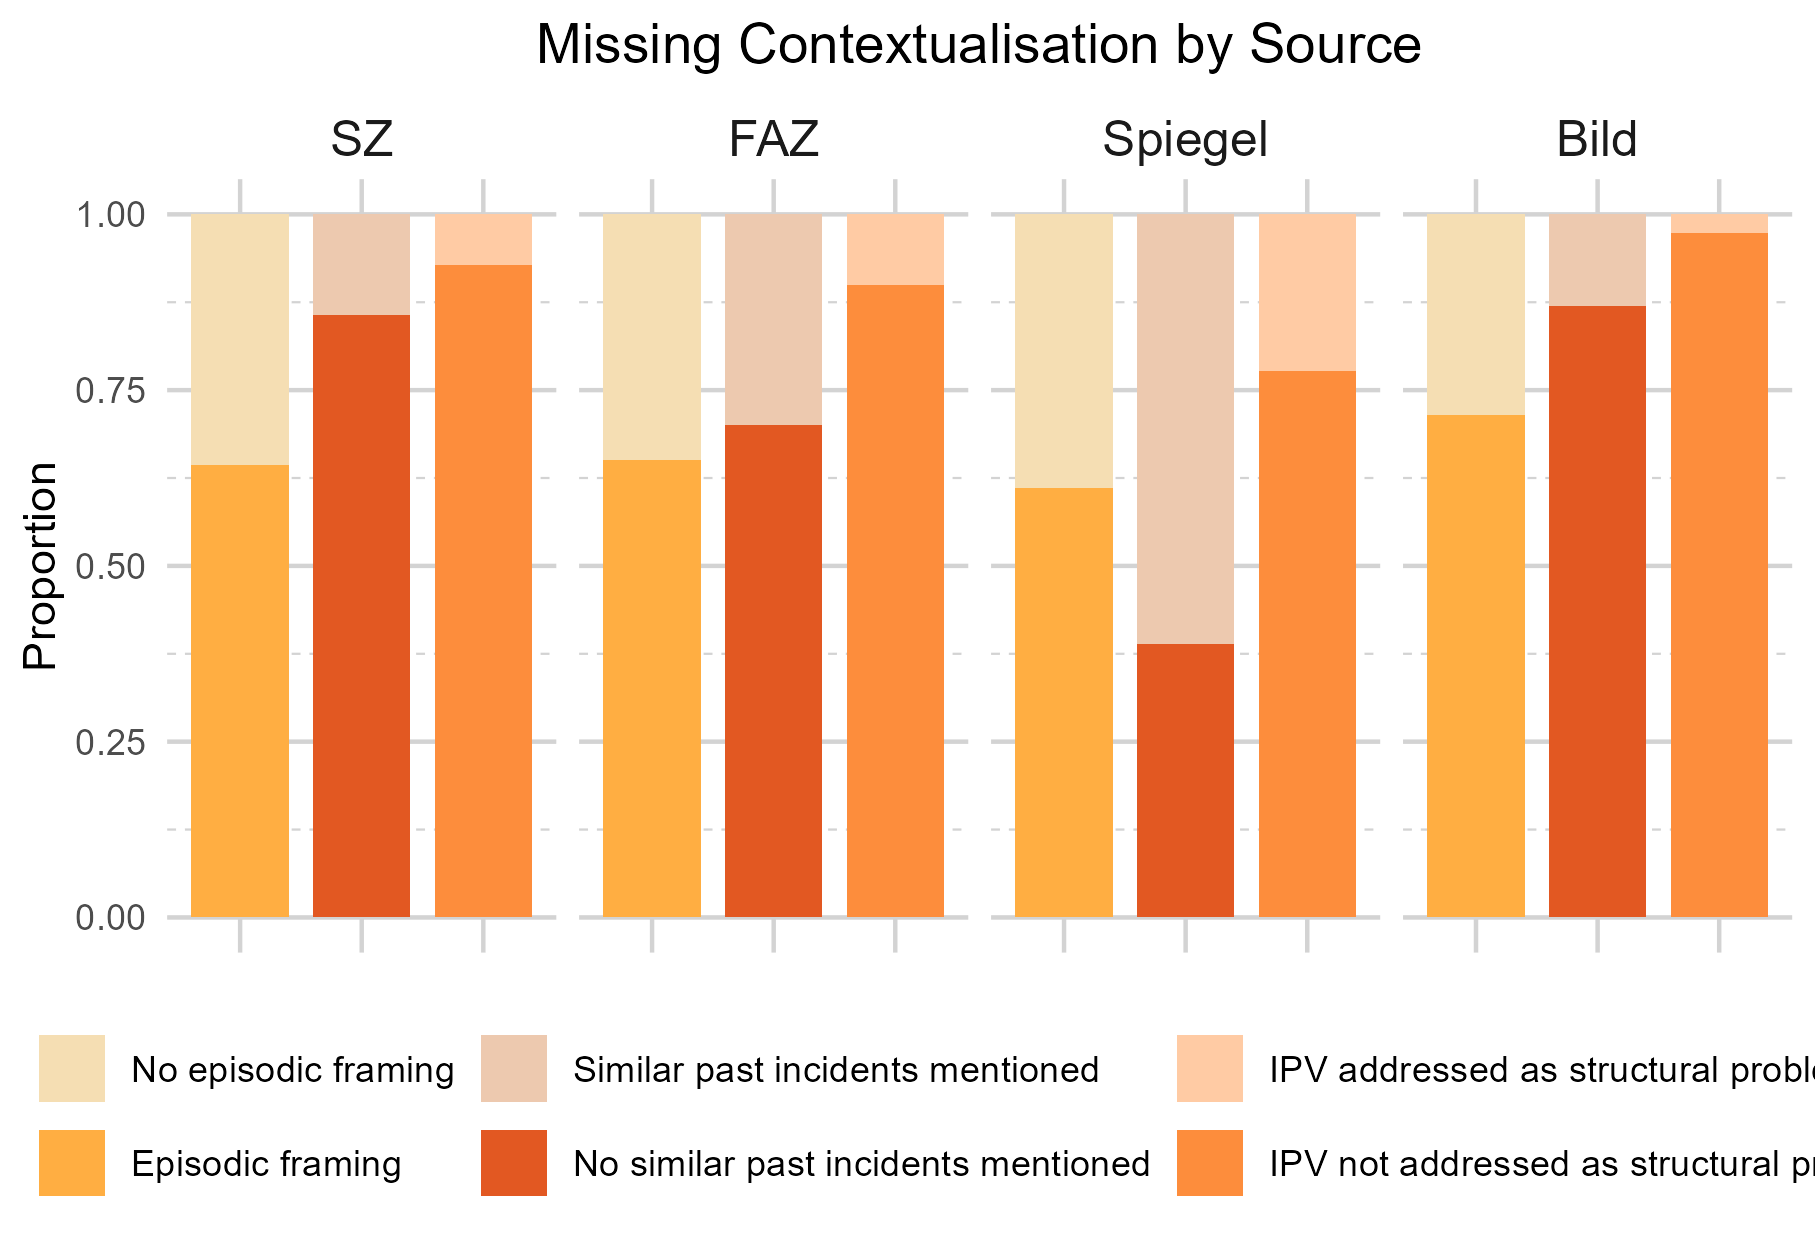 Missing Contextualisation by Source
SZ FAZ Spiegel Bild
1.00
0.75
0.50
0.25
0.00
Proportion
No episodic framing Similar past incidents mentioned IPV addressed as structural
Episodic framing No similar past incidents mentioned IPV not addressed as structural